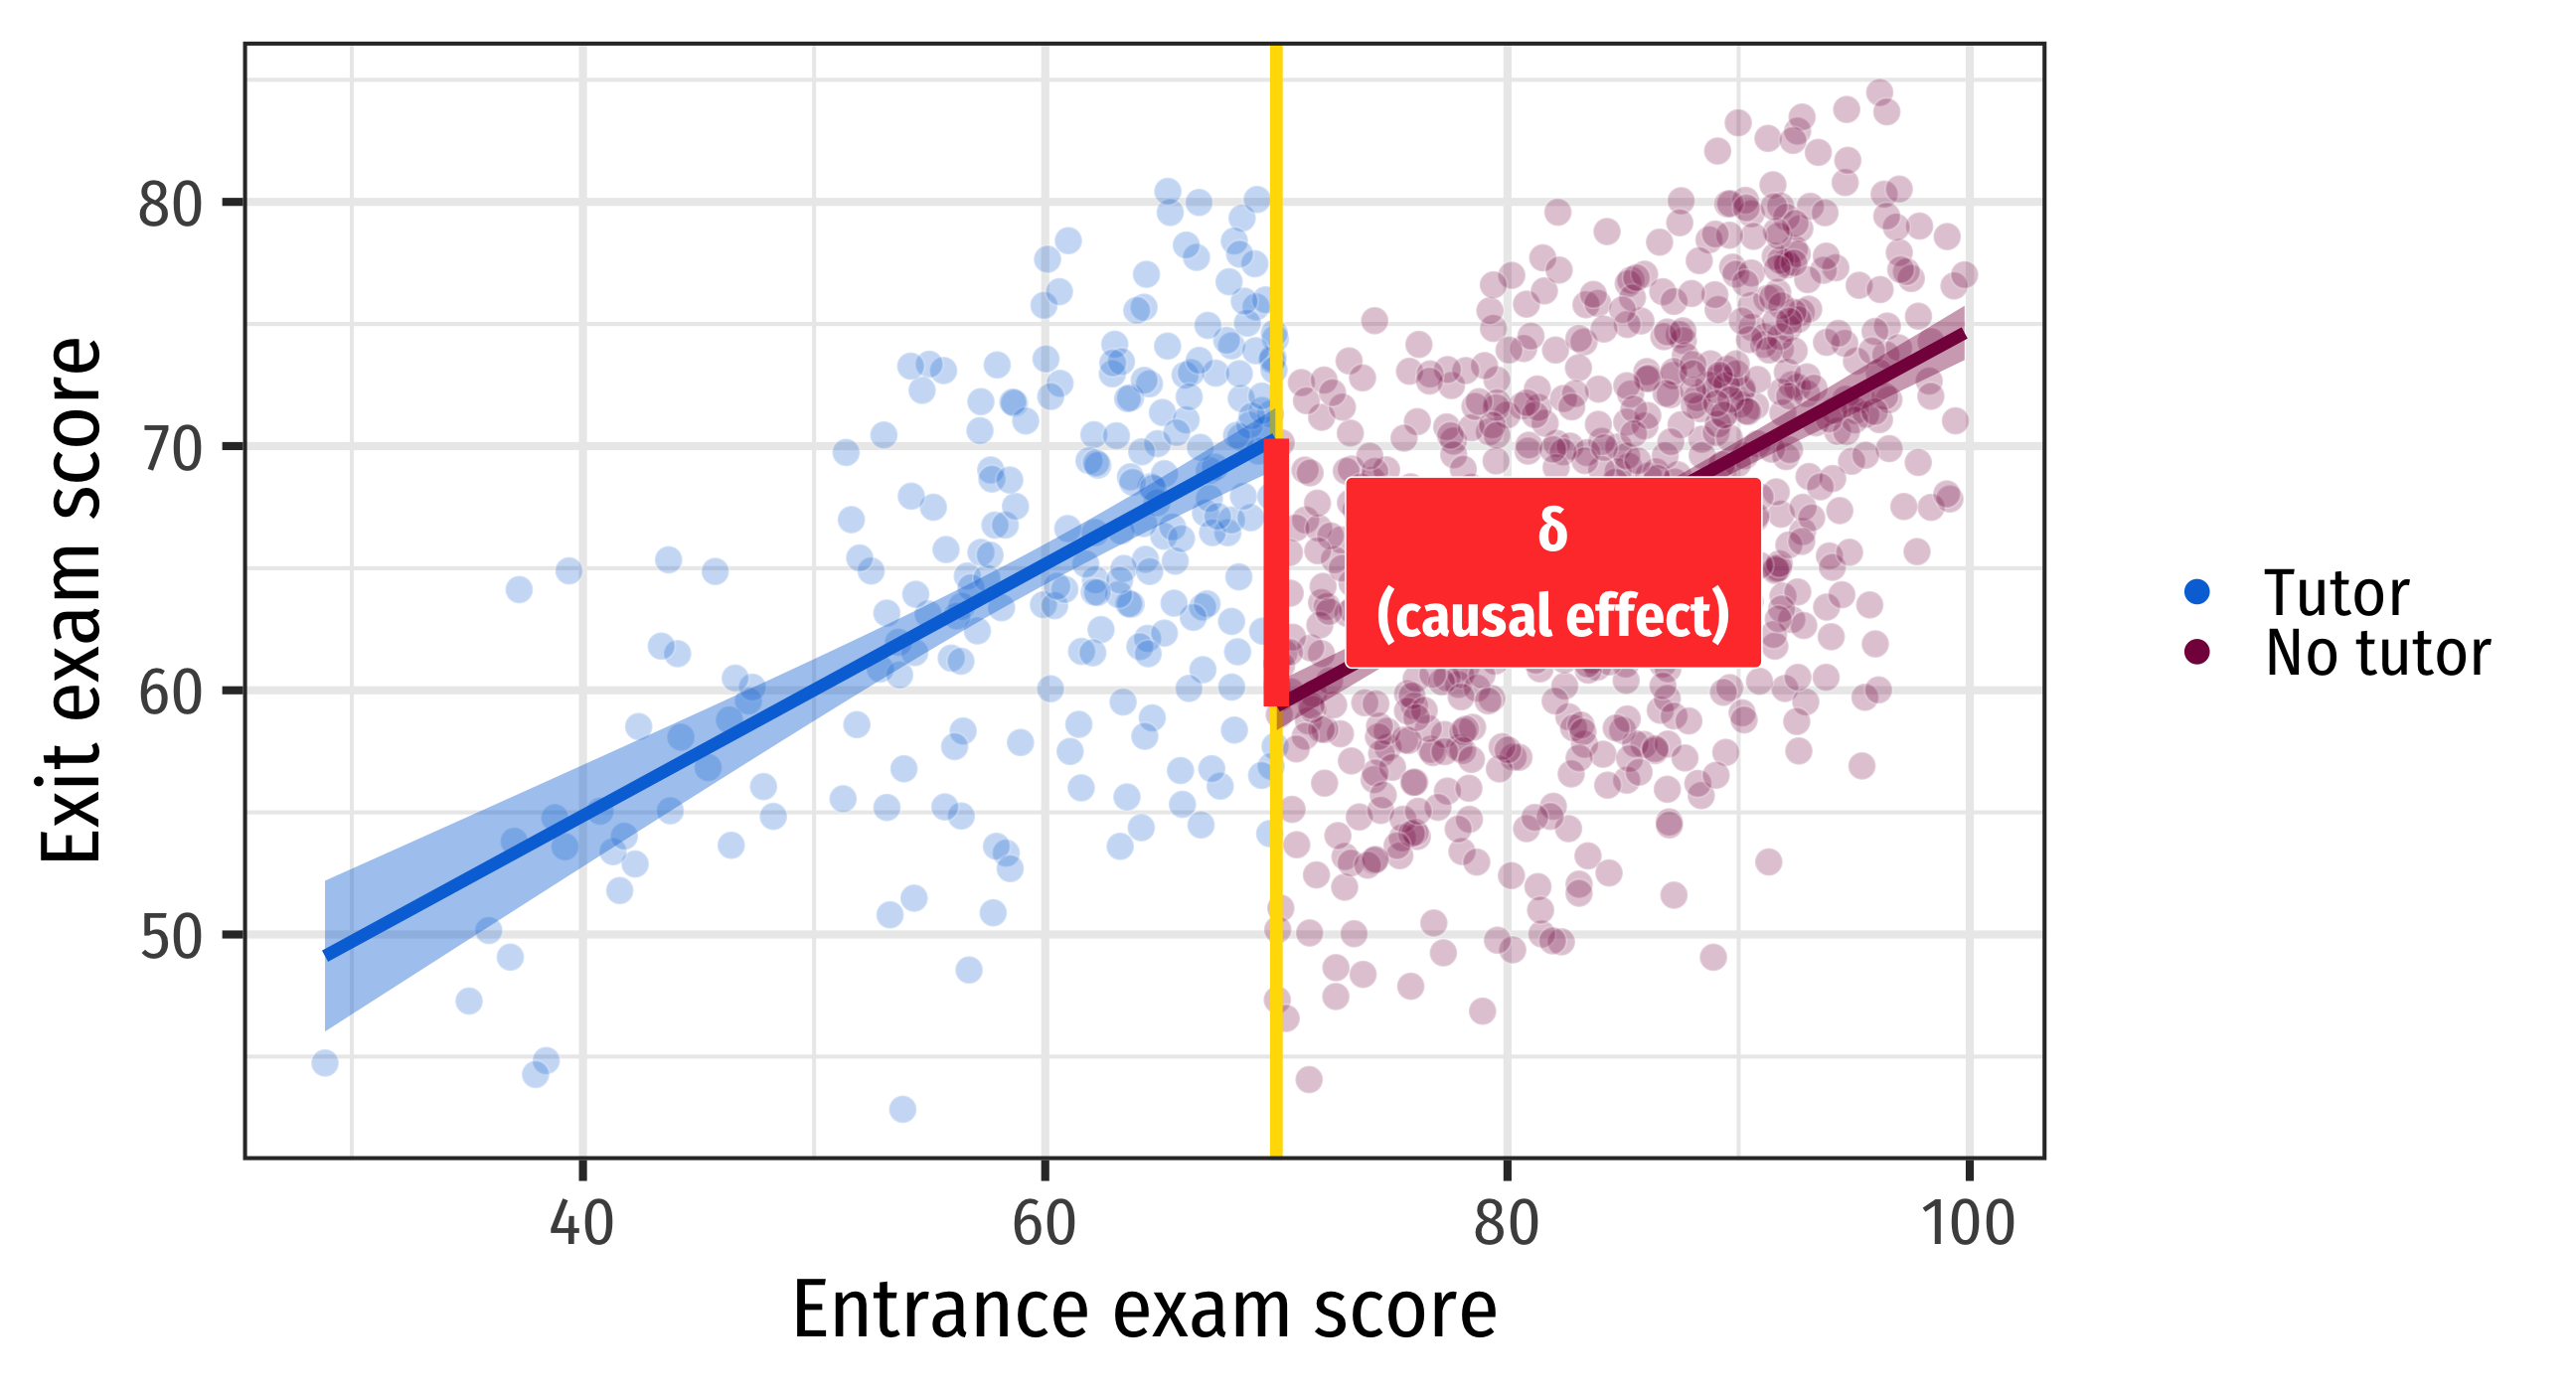 Exit exam score
80
70
60
50
δ
(causal effect)
Tutor
No tutor
40 60 80 100
Entrance exam score